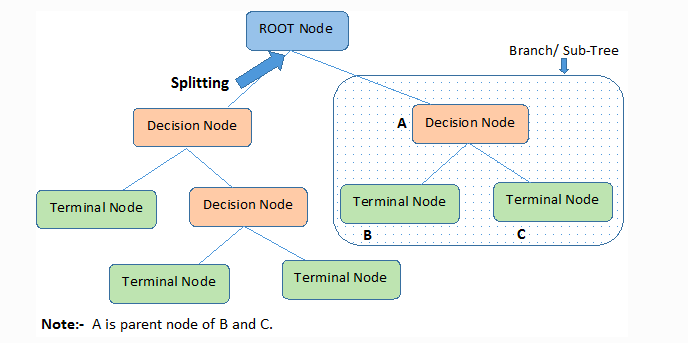 ROOT Node
Branch/ Sub-Tree
Splitting
Decision Node
A
Decision Node
Terminal Node
Decision Node
Terminal Node
Terminal Node
B
C
Terminal Node
Terminal Node
Note:- A is parent node of B and C.